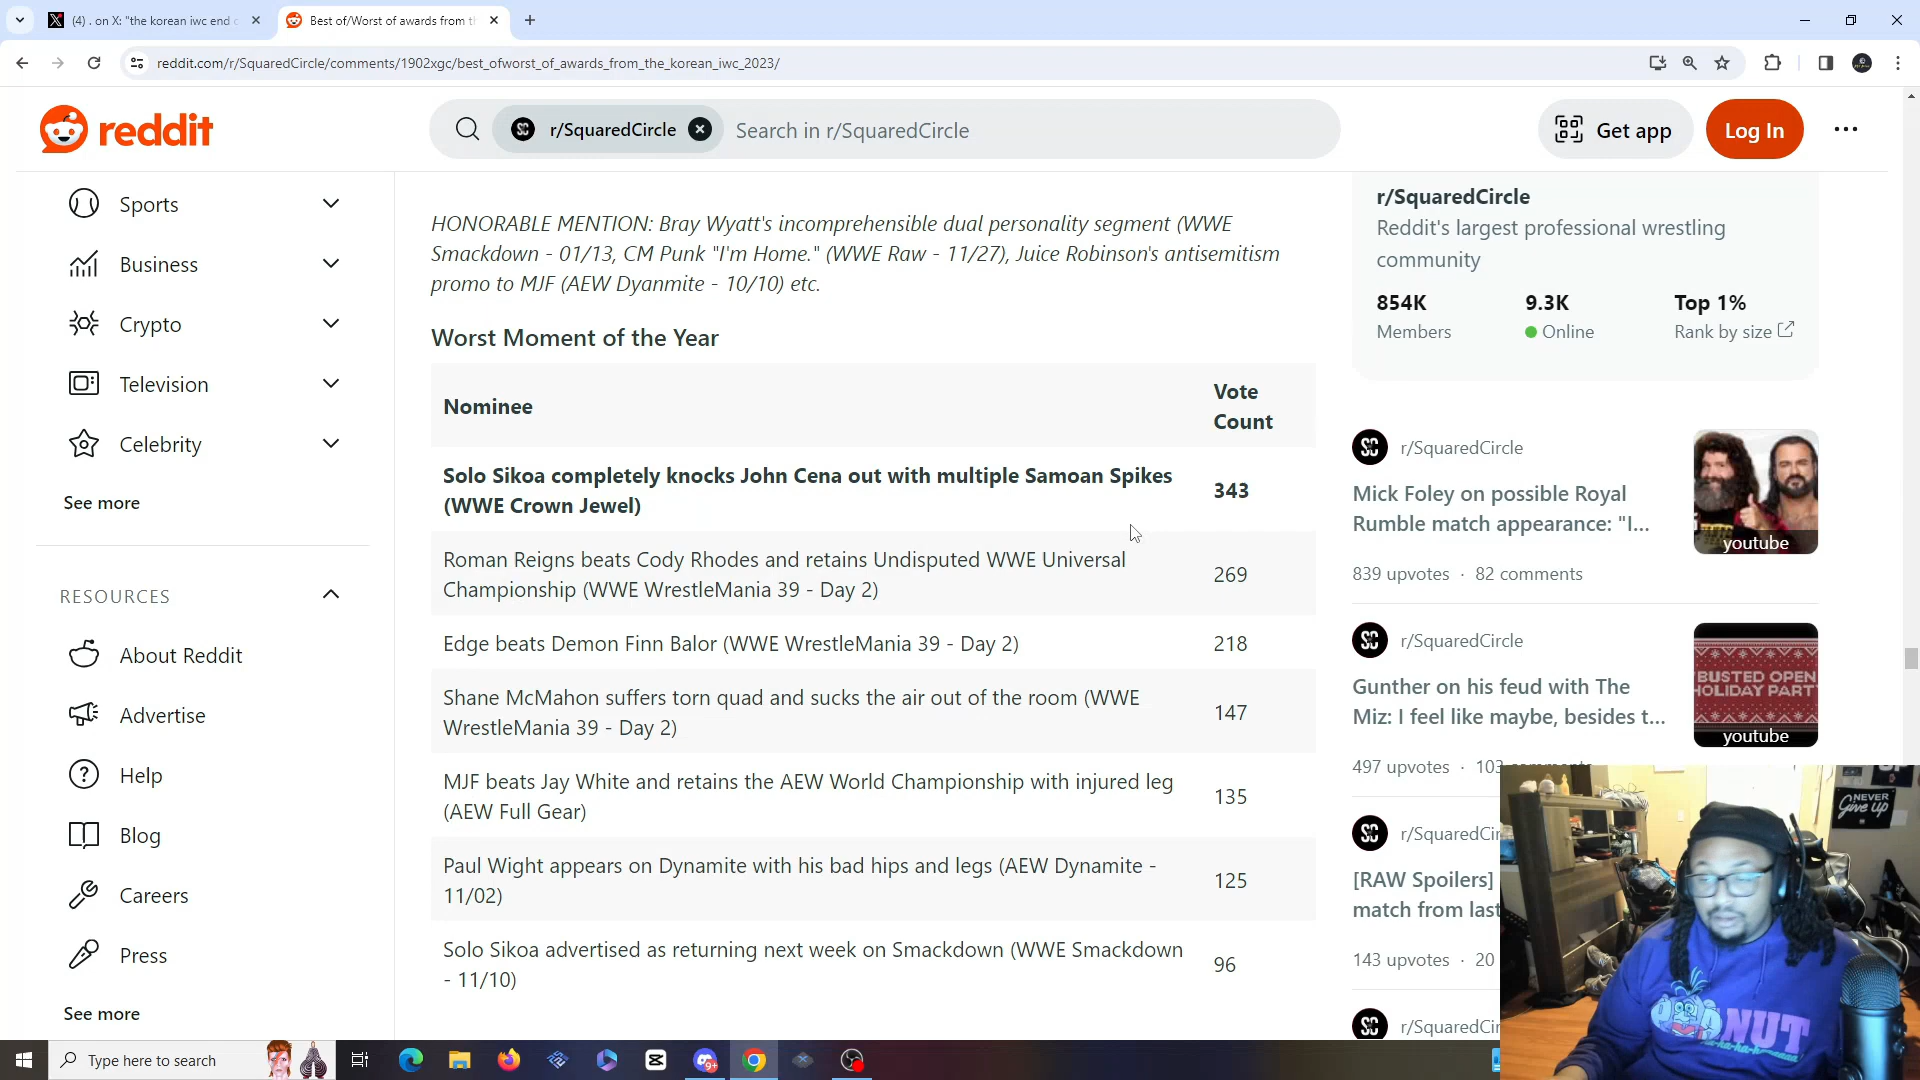 (4) . on X: "the korean iwc end
Best of/Worst of awards from t
reddit.com/r/SquaredCircle/comments/1902xgc/best_ofworst_of_awards_from_the_korean_iwc_2023/
reddit
r/SquaredCircle
Search in r/SquaredCircle
Get app
Log In
Sports
Business
Crypto
Television
Celebrity
See more
RESOURCES
About Reddit
Advertise
Help
Blog
Careers
Press
See more
HONORABLE MENTION: Bray Wyatt's incomprehensible dual personality segment (WWE
Smackdown - 01/13, CM Punk "I'm Home." (WWE Raw - 11/27), Juice Robinson's antisemitism
promo to MJF (AEW Dyanmite - 10/10) etc.
Worst Moment of the Year
Nominee
Vote
Count
Solo Sikoa completely knocks John Cena out with multiple Samoan Spikes
(WWE Crown Jewel)
343
Roman Reigns beats Cody Rhodes and retains Undisputed WWE Universal
Championship (WWE WrestleMania 39 - Day 2)
269
Edge beats Demon Finn Balor (WWE WrestleMania 39 - Day 2)
218
Shane McMahon suffers torn quad and sucks the air out of the room (WWE
WrestleMania 39 - Day 2)
147
MJF beats Jay White and retains the AEW World Championship with injured leg
(AEW Full Gear)
135
Paul Wight appears on Dynamite with his bad hips and legs (AEW Dynamite -
11/02)
125
Solo Sikoa advertised as returning next week on Smackdown (WWE Smackdown
- 11/10)
96
r/SquaredCircle
Reddit's largest professional wrestling
community
854K
Members
9.3K
Online
Top 1%
Rank by size
r/SquaredCircle
Mick Foley on possible Royal
Rumble match appearance: "I...
youtube
839 upvotes · 82 comments
r/SquaredCircle
Gunther on his feud with The
Miz: I feel like maybe, besides t...
BUSTED OPEN
HOLIDAY PART
youtube
497 upvotes · 103 comments
r/SquaredCir
[RAW Spoilers]
match from last
143 upvotes · 20
r/SquaredCir
NEVER
Give UP
NUT
Type here to search
9+